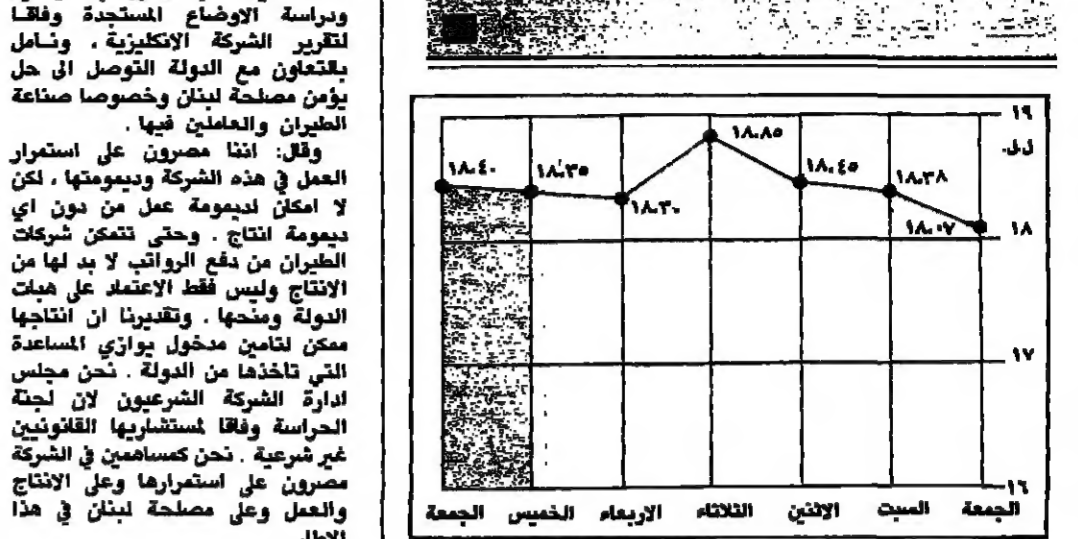 ودراسة الاوضاع المستجدة وفاقا
لتقرير الشركة الانكليزية ، ونامل
بالتعاون مع الدولة التوصل الى حل
يؤمن مصلحة لبنان وخصوصا صناعة
الطيران والعاملين فيها .
وقال: اننا مصرون على استمرار
العمل في هذه الشركة وديمومتها ، لكن
لا امكان لديمومة عمل من دون اي
ديمومة انتاج . وحتى تتمكن شركات
الطيران من دفع الرواتب لا بد لها من
الانتاج وليس فقط الاعتماد على هبات
الدولة ومنحها . وتقديرنا ان انتاجها
ممكن لتامين مدخول يوازي المساعدة
التي تاخذها من الدولة . نحن مجلس
ادارة الشركة الشرعيون لان لجنة
الحراسة وفاقا لمستشاريها القانونيين
غير شرعية . نحن كمساهمين في الشركة
مصرون على استمرارها وعلى الانتاج
والعمل وعلى مصلحة لبنان في هذا
الاطار
١٩
ل.ل.
١٨
١٧
١٦
١٨،٠٧
١٨،٣٨
١٨،٤٥
١٨،٨٥
١٨،٣٠
١٨،٣٥
١٨،٤٠
الجمعة السبت الاثنين الثلاثاء الاربعاء الخميس الجمعة